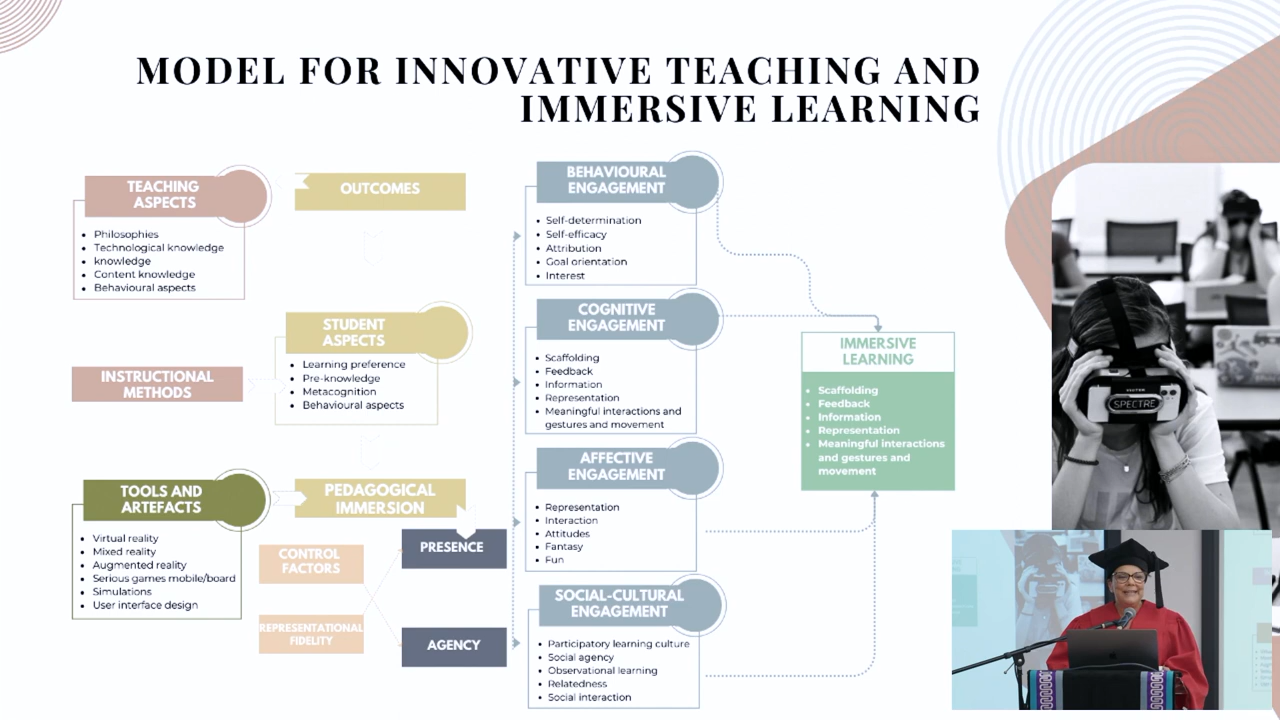 MODEL FOR INNOVATIVE TEACHING AND
IMMERSIVE LEARNING
TEACHING
ASPECTS
Philosophies
Technological knowledge
knowledge
Content knowledge
Behavioural aspects
OUTCOMES
STUDENT
ASPECTS
Learning preference
Pre-knowledge
Metacognition
Behavioural aspects
INSTRUCTIONAL
METHODS
TOOLS AND
ARTEFACTS
Virtual reality
Mixed reality
Augmented reality
Serious games mobile/board
Simulations
User interface design
PEDAGOGICAL
IMMERSION
CONTROL
FACTORS
REPRESENTATIONAL
FIDELITY
PRESENCE
AGENCY
BEHAVIOURAL
ENGAGEMENT
Self-determination
Self-efficacy
Attribution
Goal orientation
Interest
COGNITIVE
ENGAGEMENT
Scaffolding
Feedback
Information
Representation
Meaningful interactions and
gestures and movement
AFFECTIVE
ENGAGEMENT
Representation
Interaction
Attitudes
Fantasy
Fun
SOCIAL-CULTURAL
ENGAGEMENT
Participatory learning culture
Social agency
Observational learning
Relatedness
Social interaction
IMMERSIVE
LEARNING
Scaffolding
Feedback
Information
Representation
Meaningful interactions
and gestures and
movement
SPECTRE